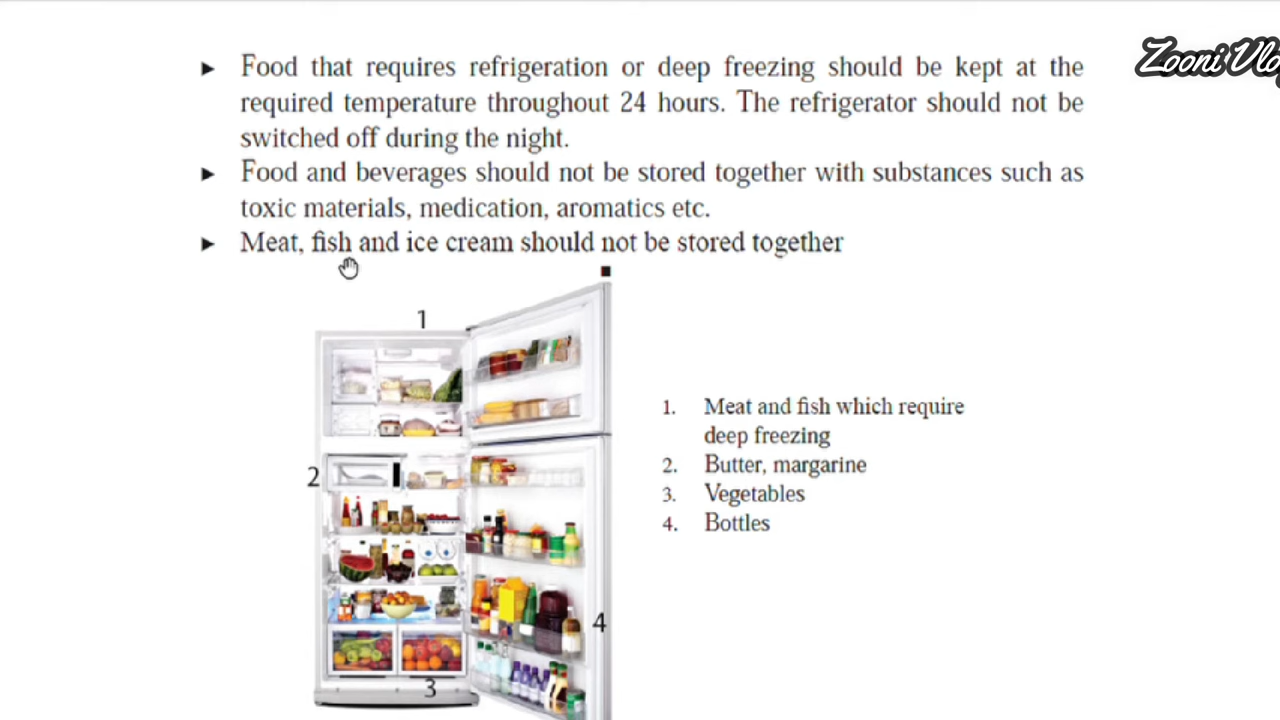 Zooni Vlo
► Food that requires refrigeration or deep freezing should be kept at the
required temperature throughout 24 hours. The refrigerator should not be
switched off during the night.
► Food and beverages should not be stored together with substances such as
toxic materials, medication, aromatics etc.
► Meat, fish and ice cream should not be stored together
1
2
3
4
1. Meat and fish which require
deep freezing
2. Butter, margarine
3. Vegetables
4. Bottles